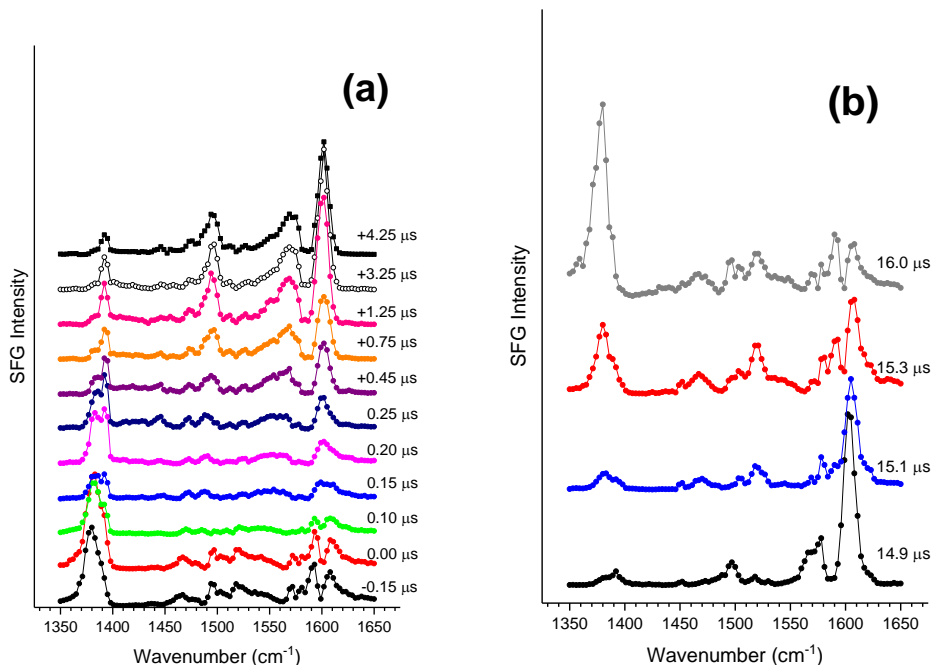 (a)
SFG Intensity
+4.25 µs
+3.25 µs
+1.25 µs
+0.75 µs
+0.45 µs
0.25 µs
0.20 µs
0.15 µs
0.10 µs
0.00 µs
-0.15 µs
1350 1400 1450 1500 1550 1600 1650
Wavenumber (cm⁻¹)
(b)
SFG Intensity
16.0 µs
15.3 µs
15.1 µs
14.9 µs
1350 1400 1450 1500 1550 1600 1650
Wavenumber (cm⁻¹)